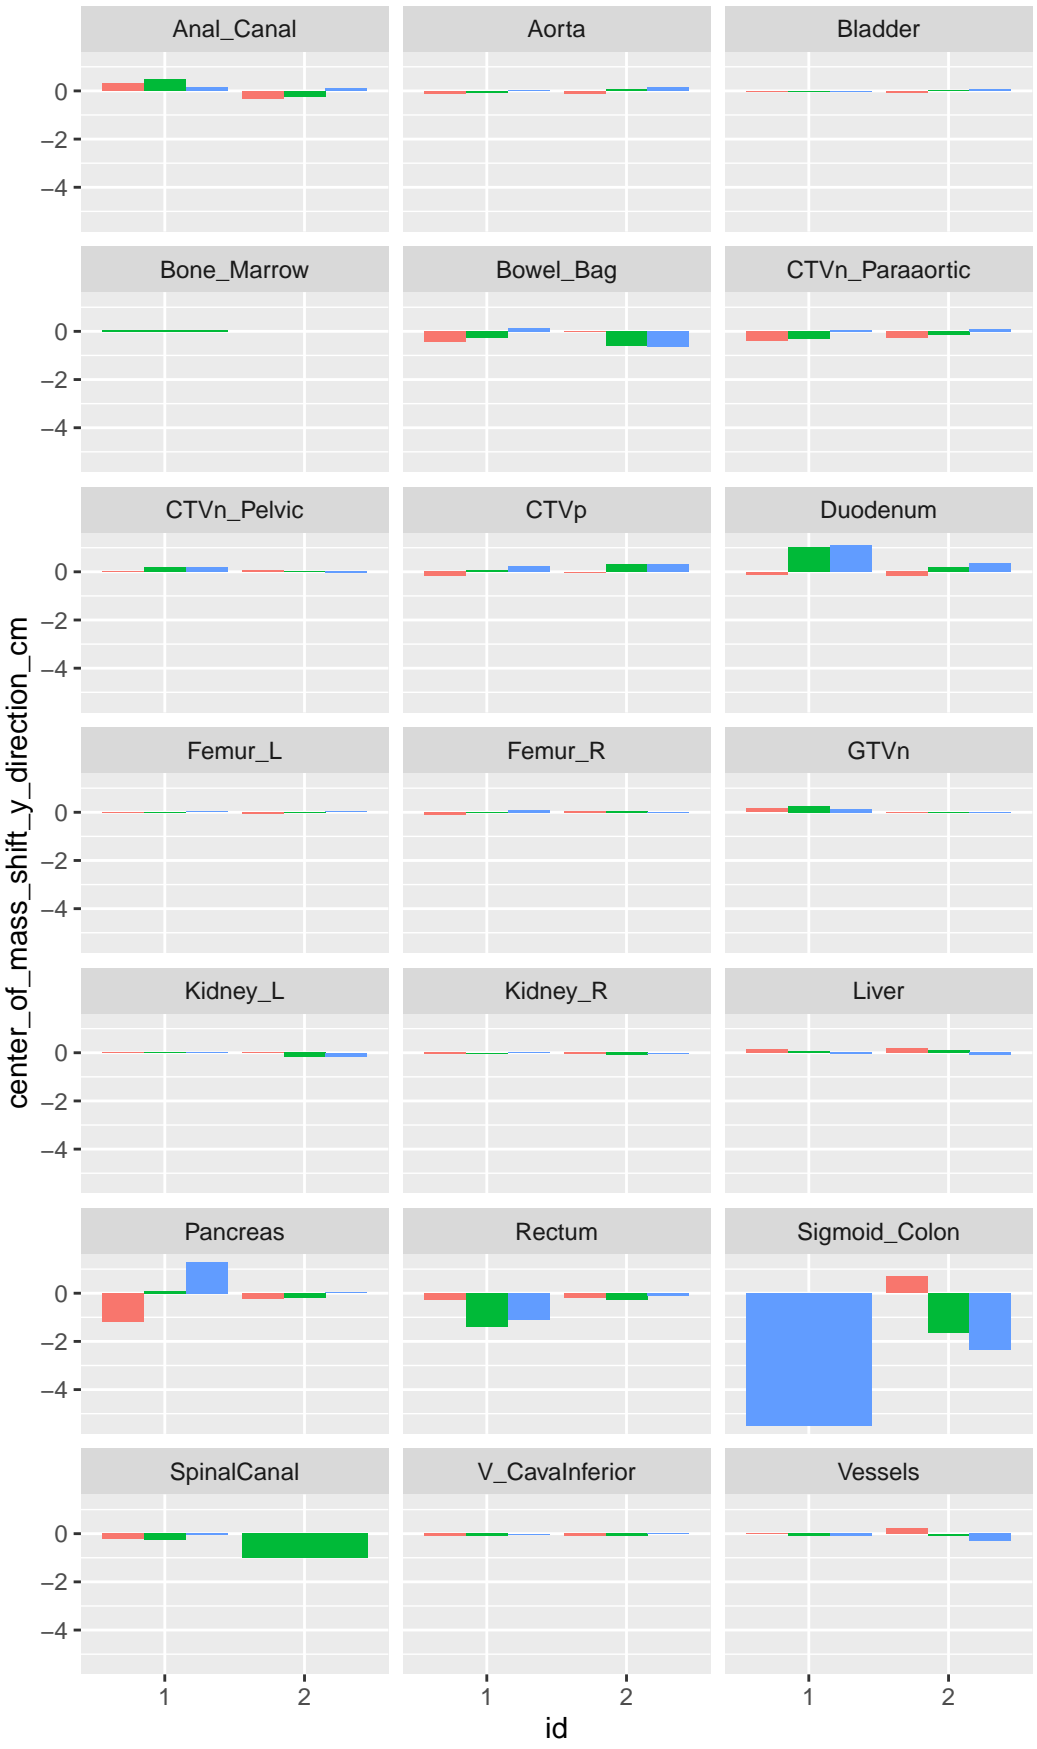 Anal_Canal Aorta Bladder
0
−2
−4
Bone_Marrow Bowel_Bag CTVn_Paraaortic
0
−2
−4
CTVn_Pelvic CTVp Duodenum
0
−2
−4
Femur_L Femur_R GTVn
0
−2
−4
Kidney_L Kidney_R Liver
0
−2
−4
Pancreas Rectum Sigmoid_Colon
0
−2
−4
SpinalCanal V_CavaInferior Vessels
0
−2
−4
1 2 1 2 1 2
id
center_of_mass_shift_y_direction_cm